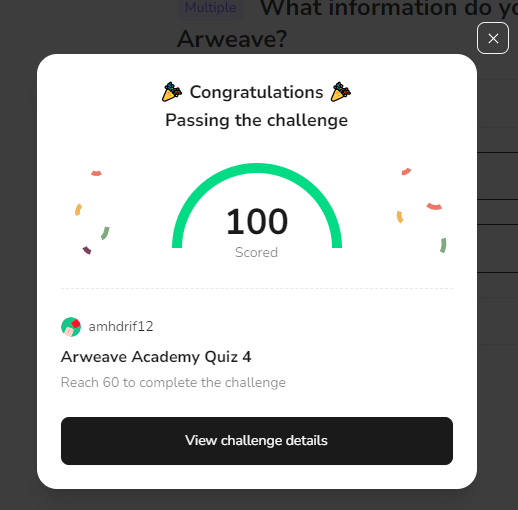 Multiple What information do yo
Arweave?
Congratulations
Passing the challenge
100
Scored
amhdrif12
Arweave Academy Quiz 4
Reach 60 to complete the challenge
View challenge details